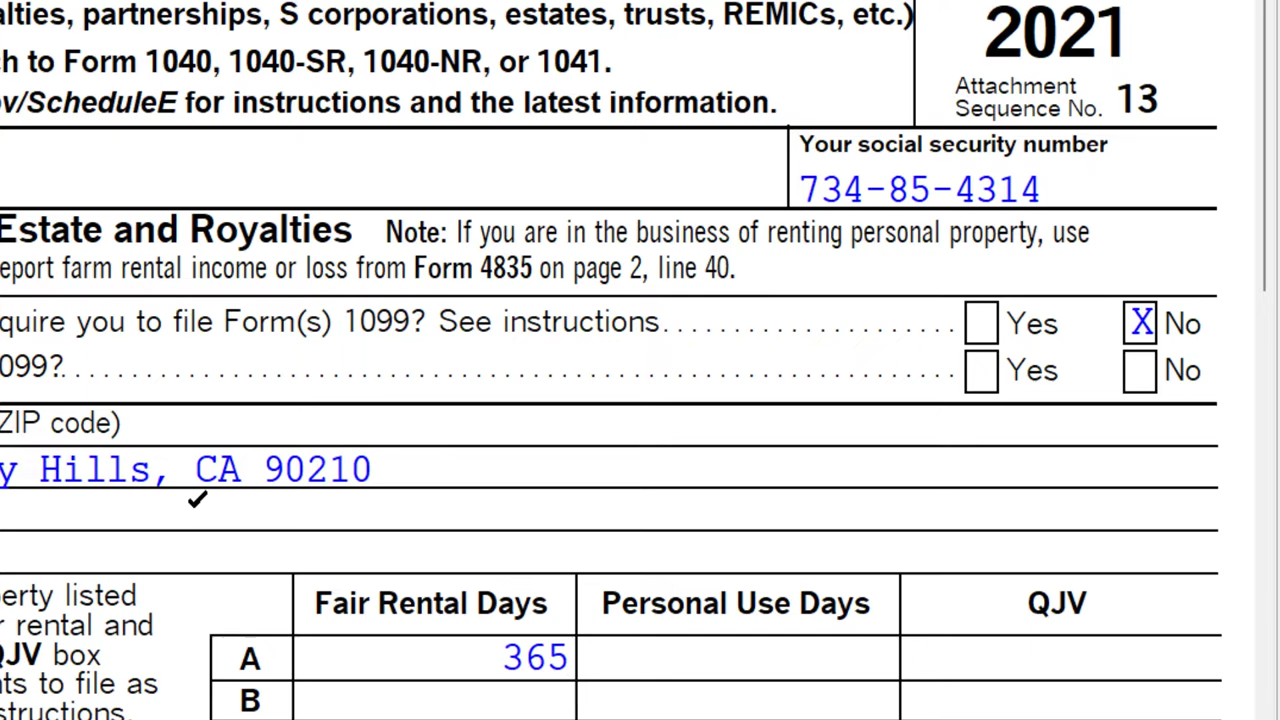 alties, partnerships, S corporations, estates, trusts, REMICs, etc.)
ch to Form 1040, 1040-SR, 1040-NR, or 1041.
ov/ScheduleE for instructions and the latest information.
2021
Attachment
Sequence No. 13
Your social security number
734-85-4314
Estate and Royalties Note: If you are in the business of renting personal property, use
eport farm rental income or loss from Form 4835 on page 2, line 40.
quire you to file Form(s) 1099? See instructions. . . . . . . . . . . . . . . . . . . . Yes X No
099?. . . . . . . . . . . . . . . . . . . . . . . . . . . . . . . . . . . . . . . . . . . . . . . . . . . . . . . . . . . . . Yes No
ZIP code)
y Hills, CA 90210
perty listed
r rental and
QJV box
nts to file as
structions.
Fair Rental Days Personal Use Days QJV
A 365
B